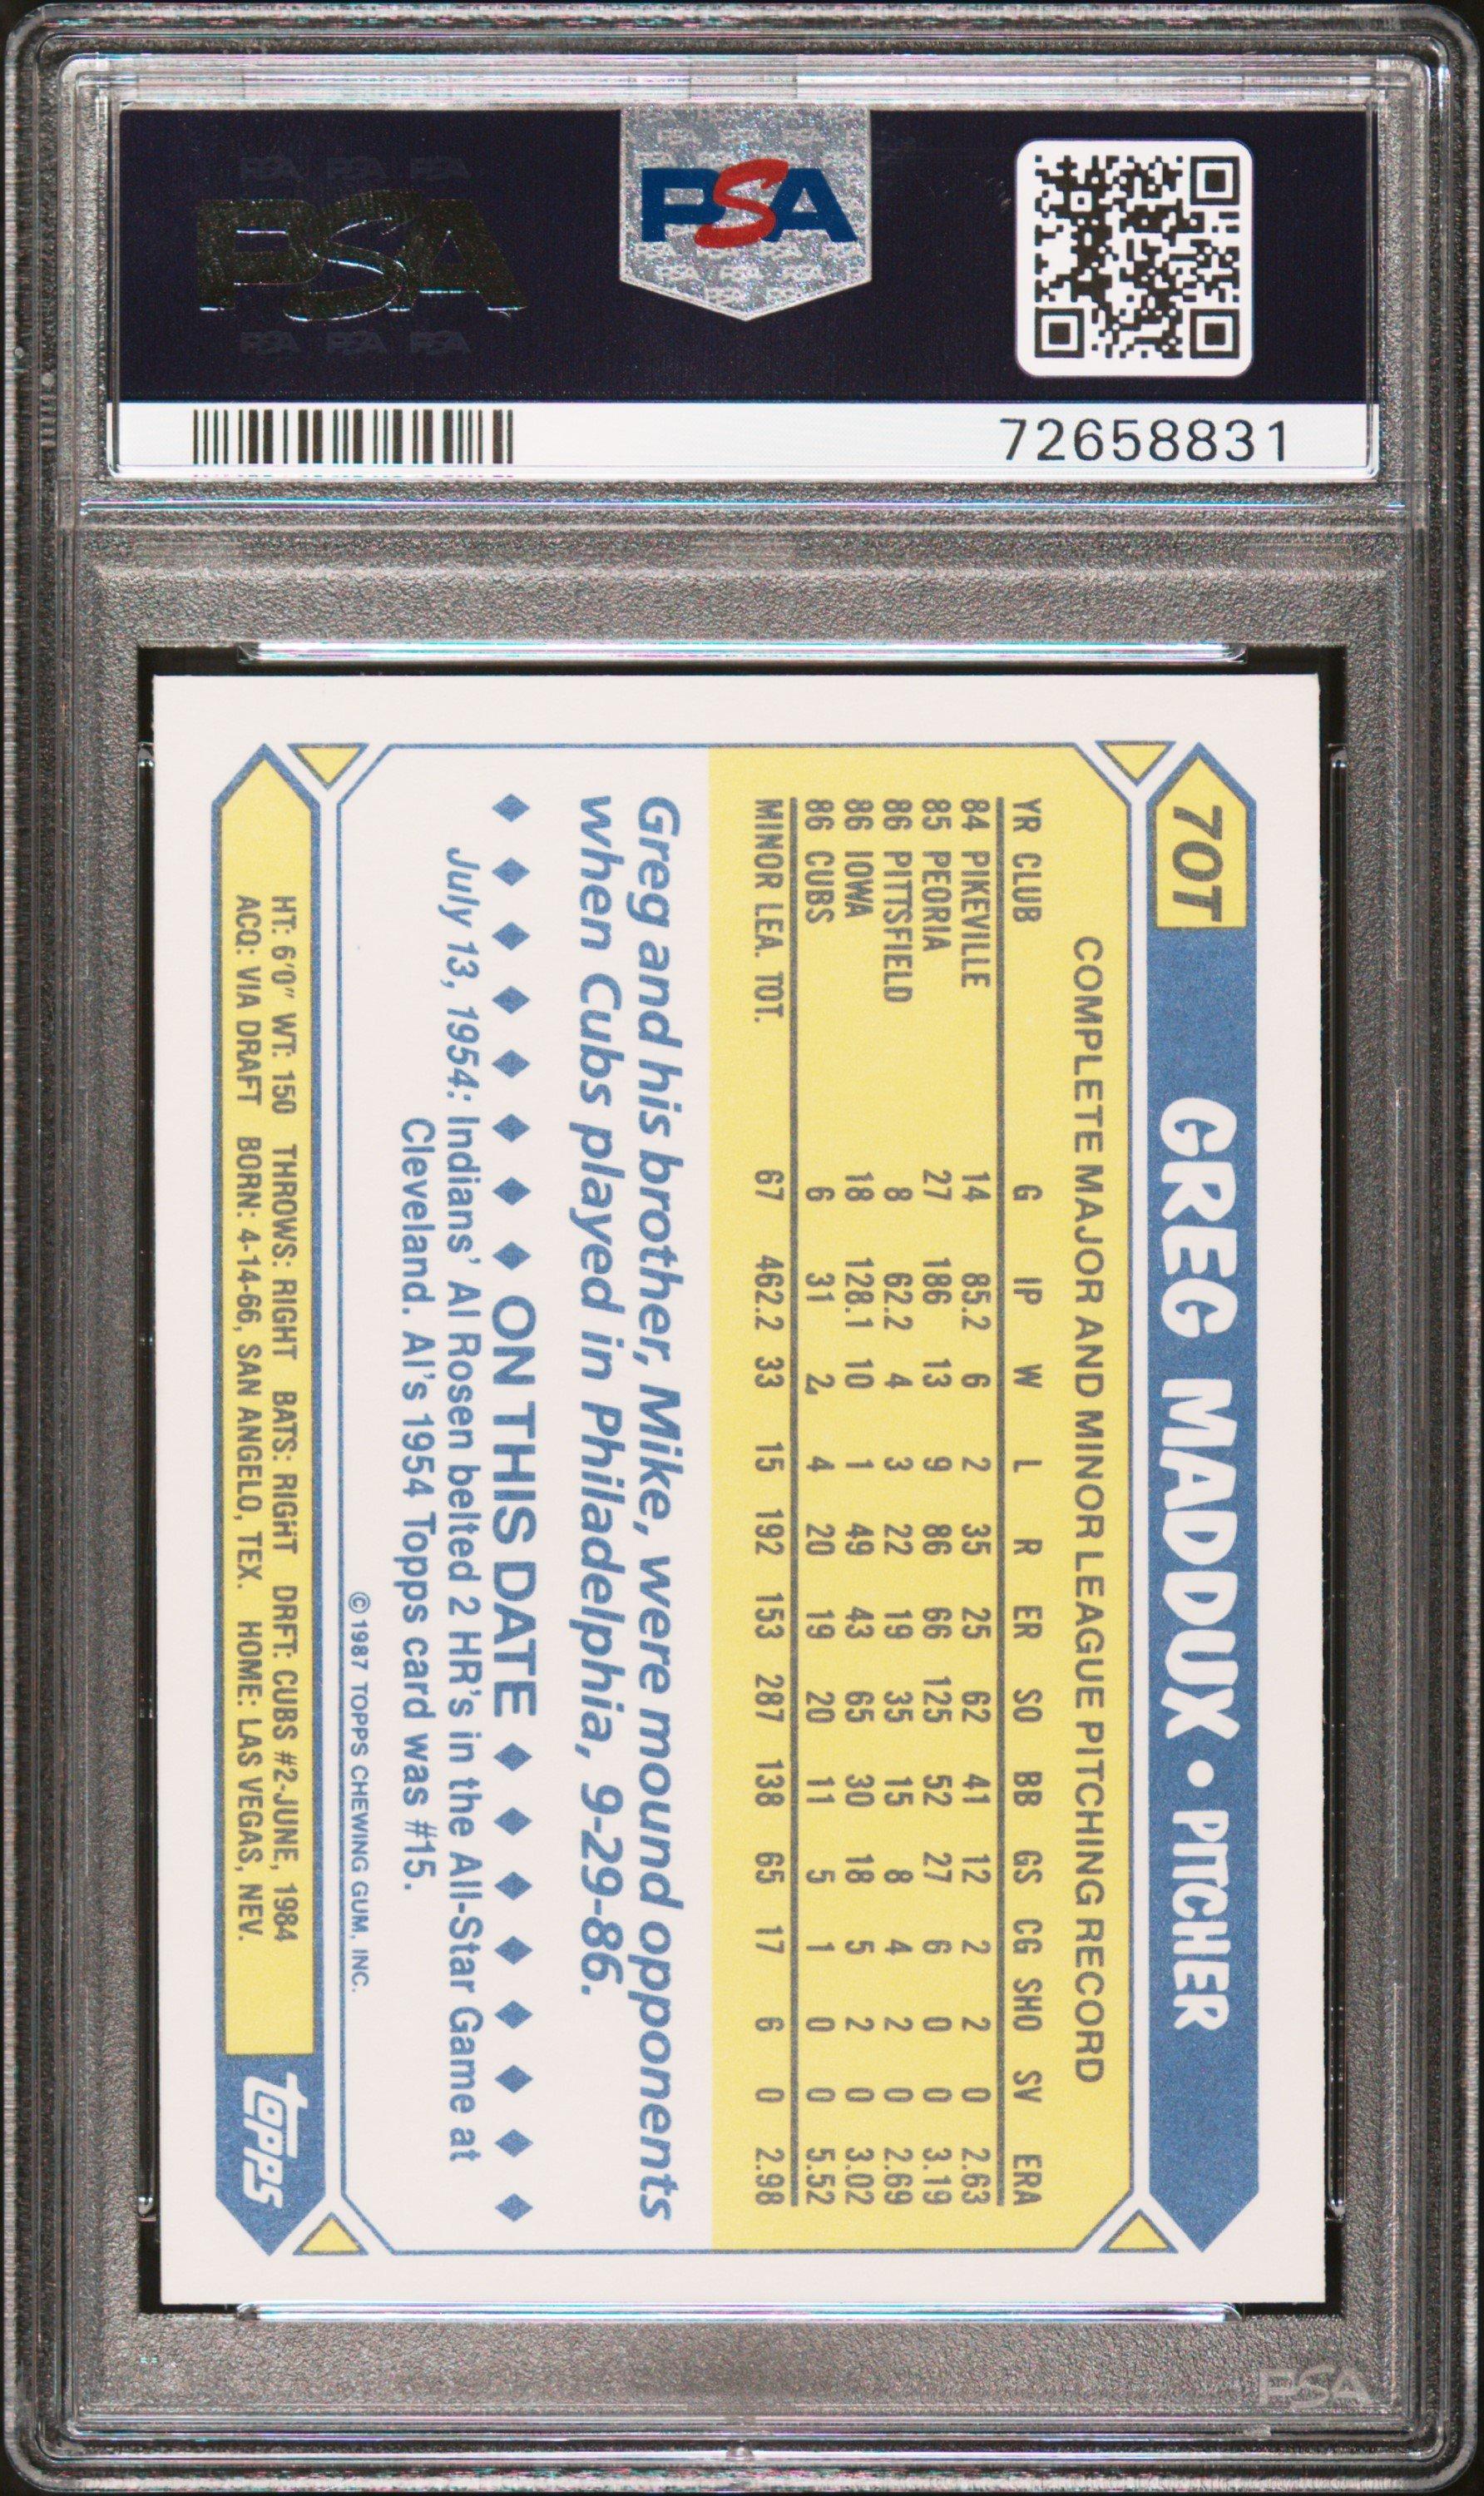 PSA PSA PSA
PSA
PSA PSA PSA
PSA
72658831
70T
GREG MADDUX • PITCHER
COMPLETE MAJOR AND MINOR LEAGUE PITCHING RECORD
YR CLUB G IP W L R ER SO BB GS CG SHO SV ERA
84 PIKEVILLE 14 85.2 6 2 35 25 62 41 12 2 2 0 2.63
85 PEORIA 27 186 13 9 86 66 125 52 27 6 0 0 3.19
86 PITTSFIELD 8 62.2 4 3 22 19 35 15 8 4 2 0 2.69
86 IOWA 18 128.1 10 1 49 43 65 30 18 5 2 0 3.02
86 CUBS 6 31 2 4 20 19 20 11 5 1 0 0 5.52
MINOR LEA. TOT. 67 462.2 33 15 192 153 287 138 65 17 6 0 2.98
Greg and his brother, Mike, were mound opponents
when Cubs played in Philadelphia, 9-29-86.
ON THIS DATE
July 13, 1954: Indians' Al Rosen belted 2 HR's in the All-Star Game at
Cleveland. Al's 1954 Topps card was #15.
© 1987 TOPPS CHEWING GUM, INC.
HT: 6'0" WT: 150 THROWS: RIGHT BATS: RIGHT DRFT: CUBS #2-JUNE, 1984
ACQ: VIA DRAFT BORN: 4-14-66, SAN ANGELO, TEX. HOME: LAS VEGAS, NEV.
topps
PSA